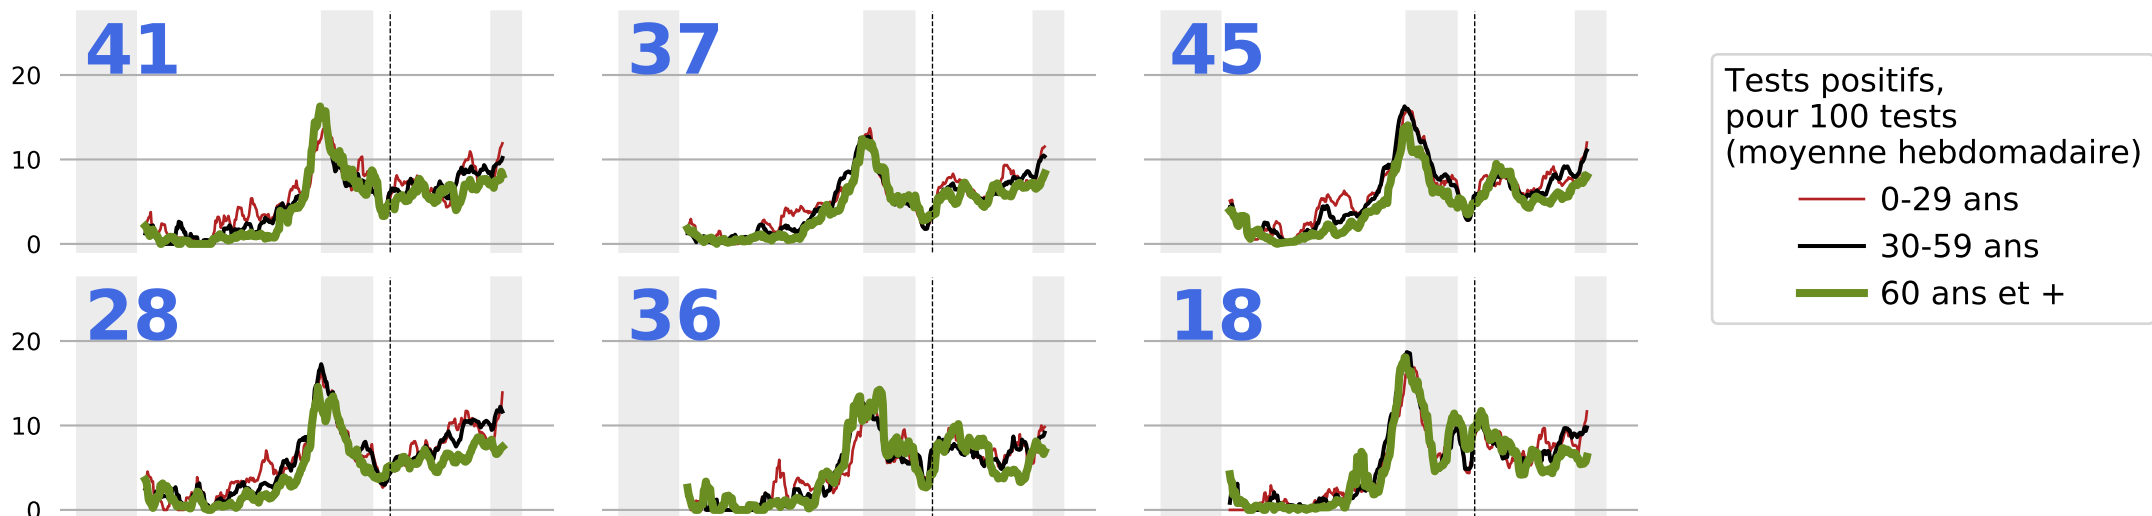 41 37 45
20
10
0
28 36 18
20
10
0
Tests positifs,
pour 100 tests
(moyenne hebdomadaire)
0-29 ans
30-59 ans
60 ans et +